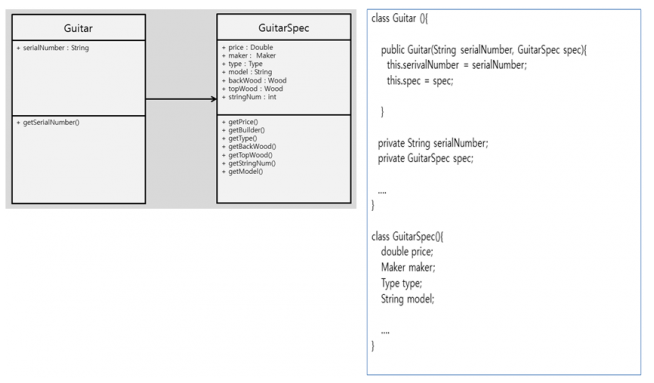 Guitar
+ serialNumber : String
+ getSerialNumber()
GuitarSpec
+ price : Double
+ maker : Maker
+ type : Type
+ model : String
+ backWood : Wood
+ topWood : Wood
+ stringNum : int
+ getPrice()
+ getBuilder()
+ getType()
+ getBackWood()
+ getTopWood()
+ getStringNum()
+ getModel()
class Guitar (){
public Guitar(String serialNumber, GuitarSpec spec){
this.serivalNumber = serialNumber;
this.spec = spec;
}
private String serialNumber;
private GuitarSpec spec;
....
}
class GuitarSpec(){
double price;
Maker maker;
Type type;
String model;
....
}